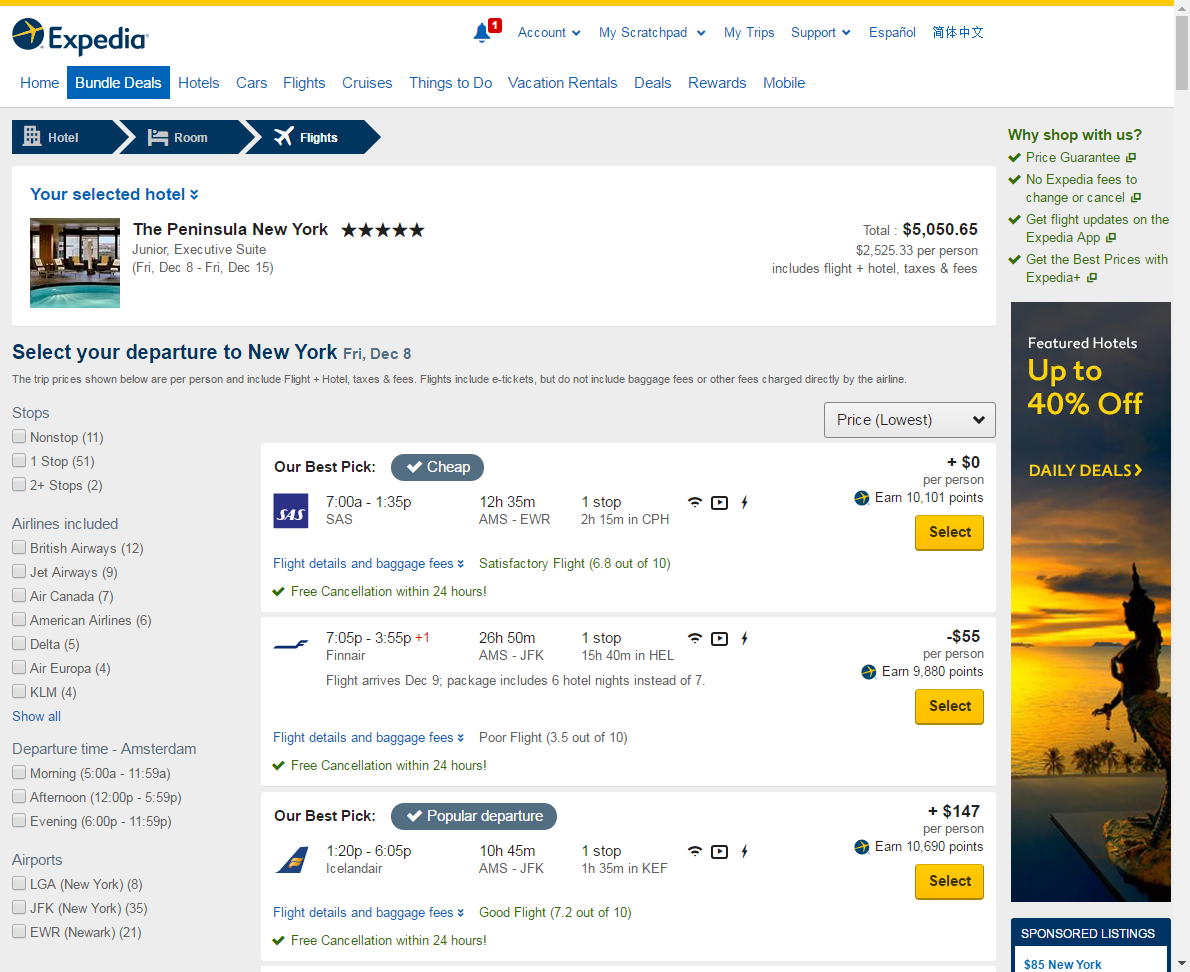 Expedia
1
Account
My Scratchpad
My Trips
Support
Español
简体中文
Home
Bundle Deals
Hotels
Cars
Flights
Cruises
Things to Do
Vacation Rentals
Deals
Rewards
Mobile
Hotel
Room
Flights
Your selected hotel
The Peninsula New York
Junior, Executive Suite
(Fri, Dec 8 - Fri, Dec 15)
Total : $5,050.65
$2,525.33 per person
includes flight + hotel, taxes & fees
Select your departure to New York Fri, Dec 8
The trip prices shown below are per person and include Flight + Hotel, taxes & fees. Flights include e-tickets, but do not include baggage fees or other fees charged directly by the airline.
Stops
Nonstop (11)
1 Stop (51)
2+ Stops (2)
Airlines included
British Airways (12)
Jet Airways (9)
Air Canada (7)
American Airlines (6)
Delta (5)
Air Europa (4)
KLM (4)
Show all
Departure time - Amsterdam
Morning (5:00a - 11:59a)
Afternoon (12:00p - 5:59p)
Evening (6:00p - 11:59p)
Airports
LGA (New York) (8)
JFK (New York) (35)
EWR (Newark) (21)
Price (Lowest)
Our Best Pick: Cheap
SAS
7:00a - 1:35p
SAS
12h 35m
AMS - EWR
1 stop
2h 15m in CPH
+ $0
per person
Earn 10,101 points
Select
Flight details and baggage fees
Satisfactory Flight (6.8 out of 10)
Free Cancellation within 24 hours!
7:05p - 3:55p +1
Finnair
26h 50m
AMS - JFK
1 stop
15h 40m in HEL
Flight arrives Dec 9; package includes 6 hotel nights instead of 7.
-$55
per person
Earn 9,880 points
Select
Flight details and baggage fees
Poor Flight (3.5 out of 10)
Free Cancellation within 24 hours!
Our Best Pick: Popular departure
1:20p - 6:05p
Icelandair
10h 45m
AMS - JFK
1 stop
1h 35m in KEF
+ $147
per person
Earn 10,690 points
Select
Flight details and baggage fees
Good Flight (7.2 out of 10)
Free Cancellation within 24 hours!
Why shop with us?
Price Guarantee
No Expedia fees to
change or cancel
Get flight updates on the
Expedia App
Get the Best Prices with
Expedia+
Featured Hotels
Up to
40% Off
DAILY DEALS
SPONSORED LISTINGS
$85 New York